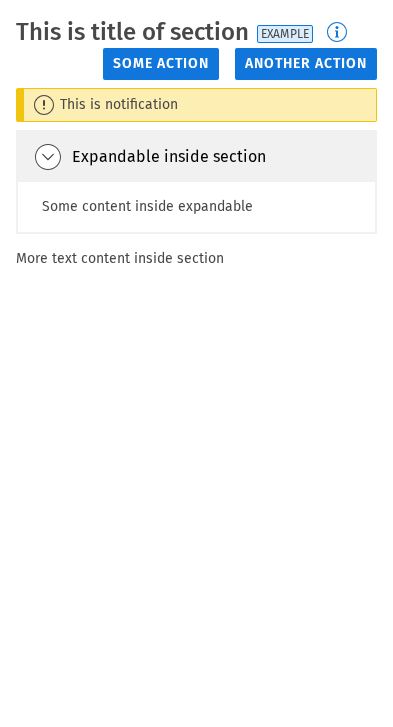 This is title of section EXAMPLE
SOME ACTION ANOTHER ACTION
This is notification
Expandable inside section
Some content inside expandable
More text content inside section